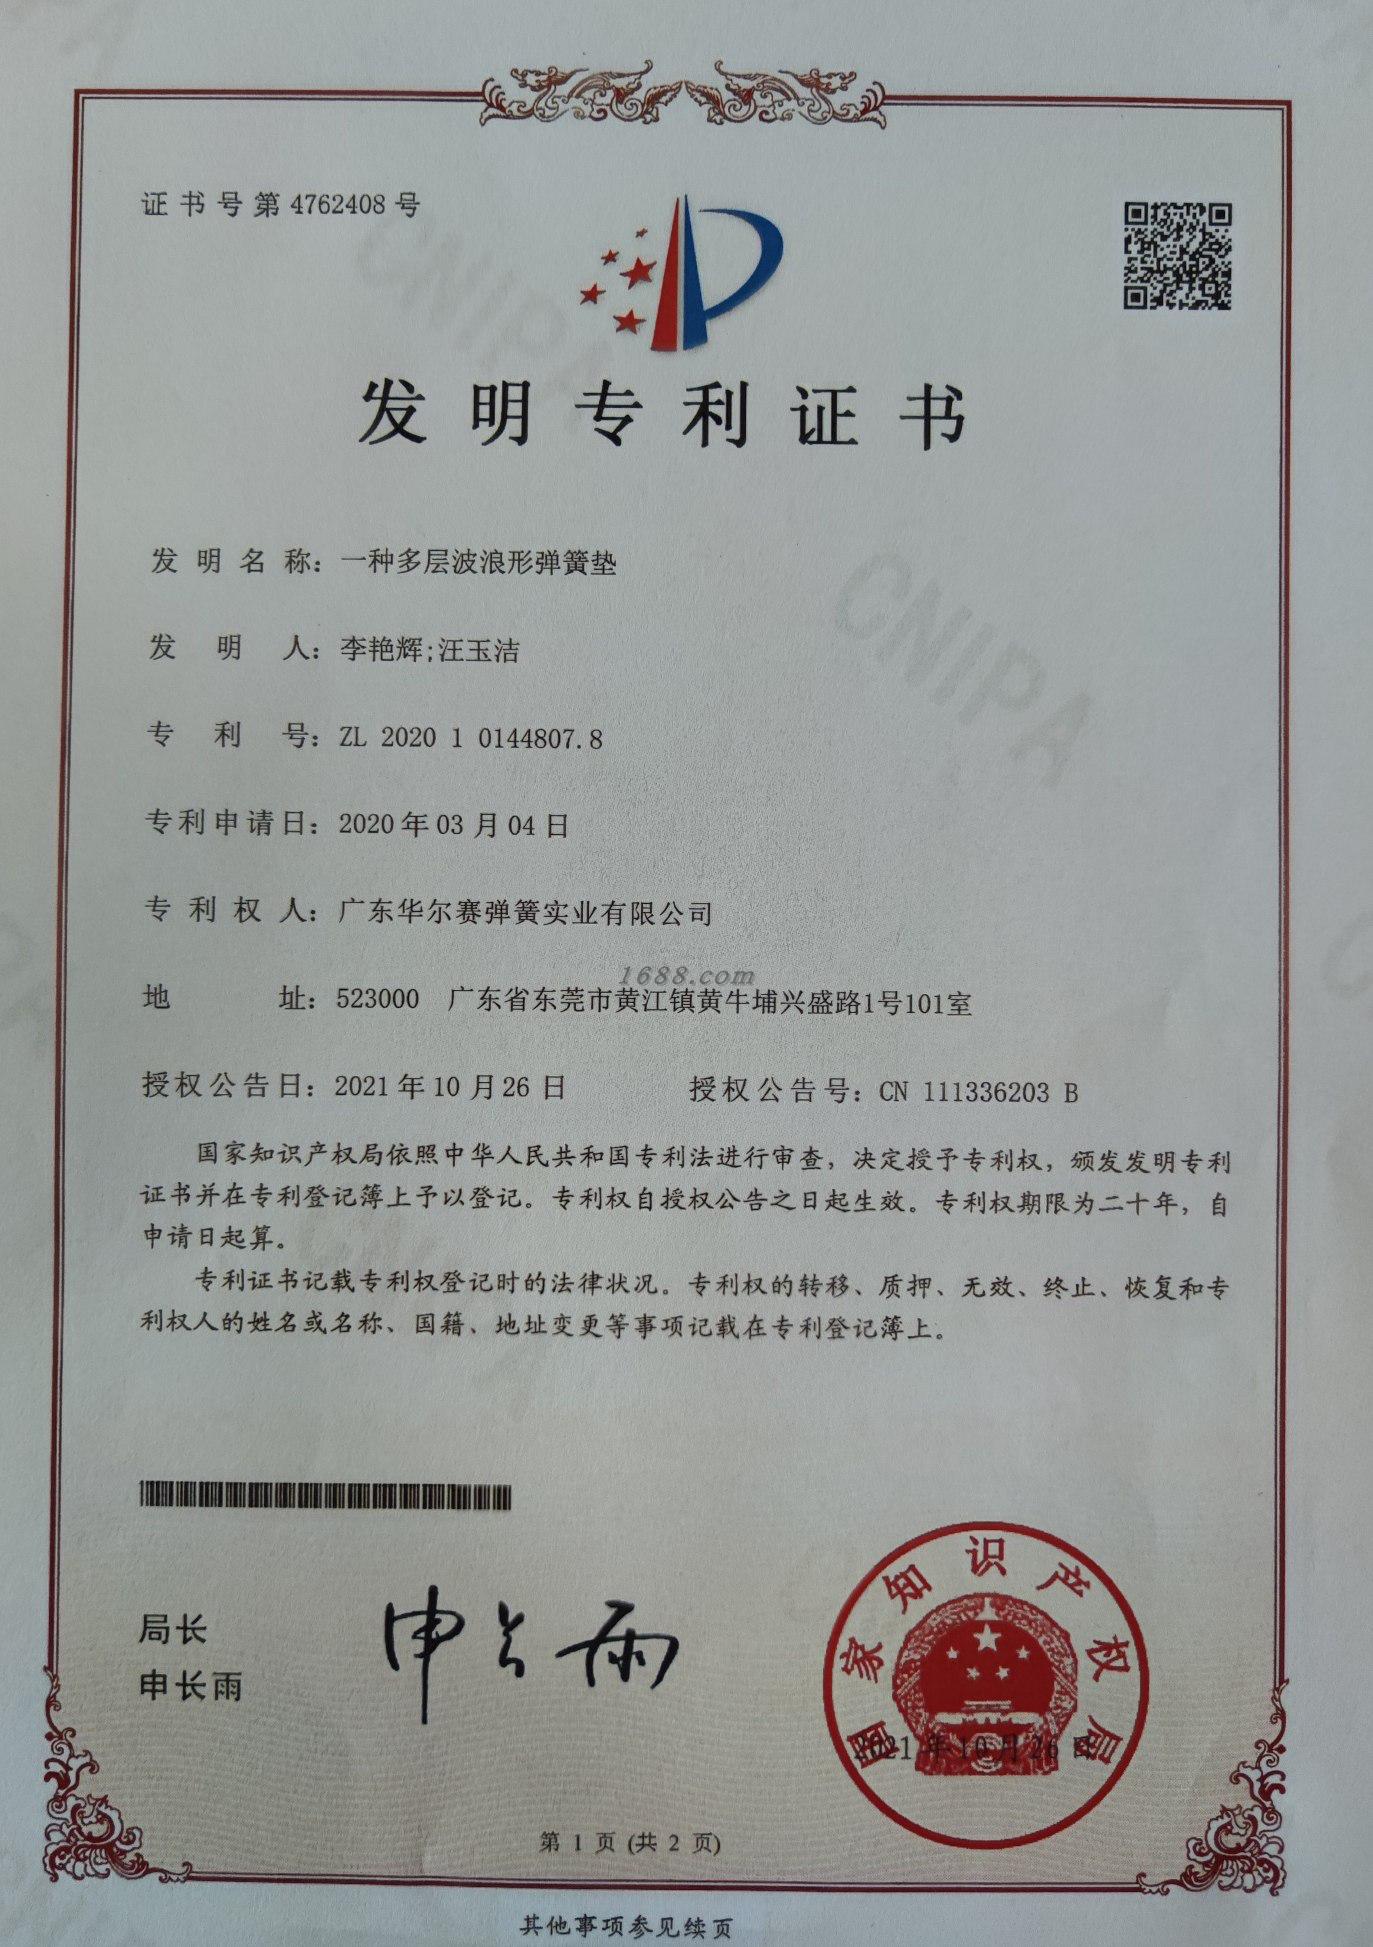 证书号第4762408号
发明专利证书
发明名称：一种多层波浪形弹簧垫
发明人：李艳辉;汪玉洁
专利号：ZL 2020 1 0144807.8
专利申请日：2020年03月04日
专利权人：广东华尔赛弹簧实业有限公司
1688.com
地址：523000 广东省东莞市黄江镇黄牛埔兴盛路1号101室
授权公告日：2021年10月26日 授权公告号：CN 111336203 B
国家知识产权局依照中华人民共和国专利法进行审查，决定授予专利权，颁发发明专利
证书并在专利登记簿上予以登记。专利权自授权公告之日起生效。专利权期限为二十年，自
申请日起算。
专利证书记载专利权登记时的法律状况。专利权的转移、质押、无效、终止、恢复和专
利权人的姓名或名称、国籍、地址变更等事项记载在专利登记簿上。
局长
申长雨
申长雨
国家知识产权局
2021年10月26日
第 1 页 (共 2 页)
其他事项参见续页
CNIPA
CNIPA
CNIPA